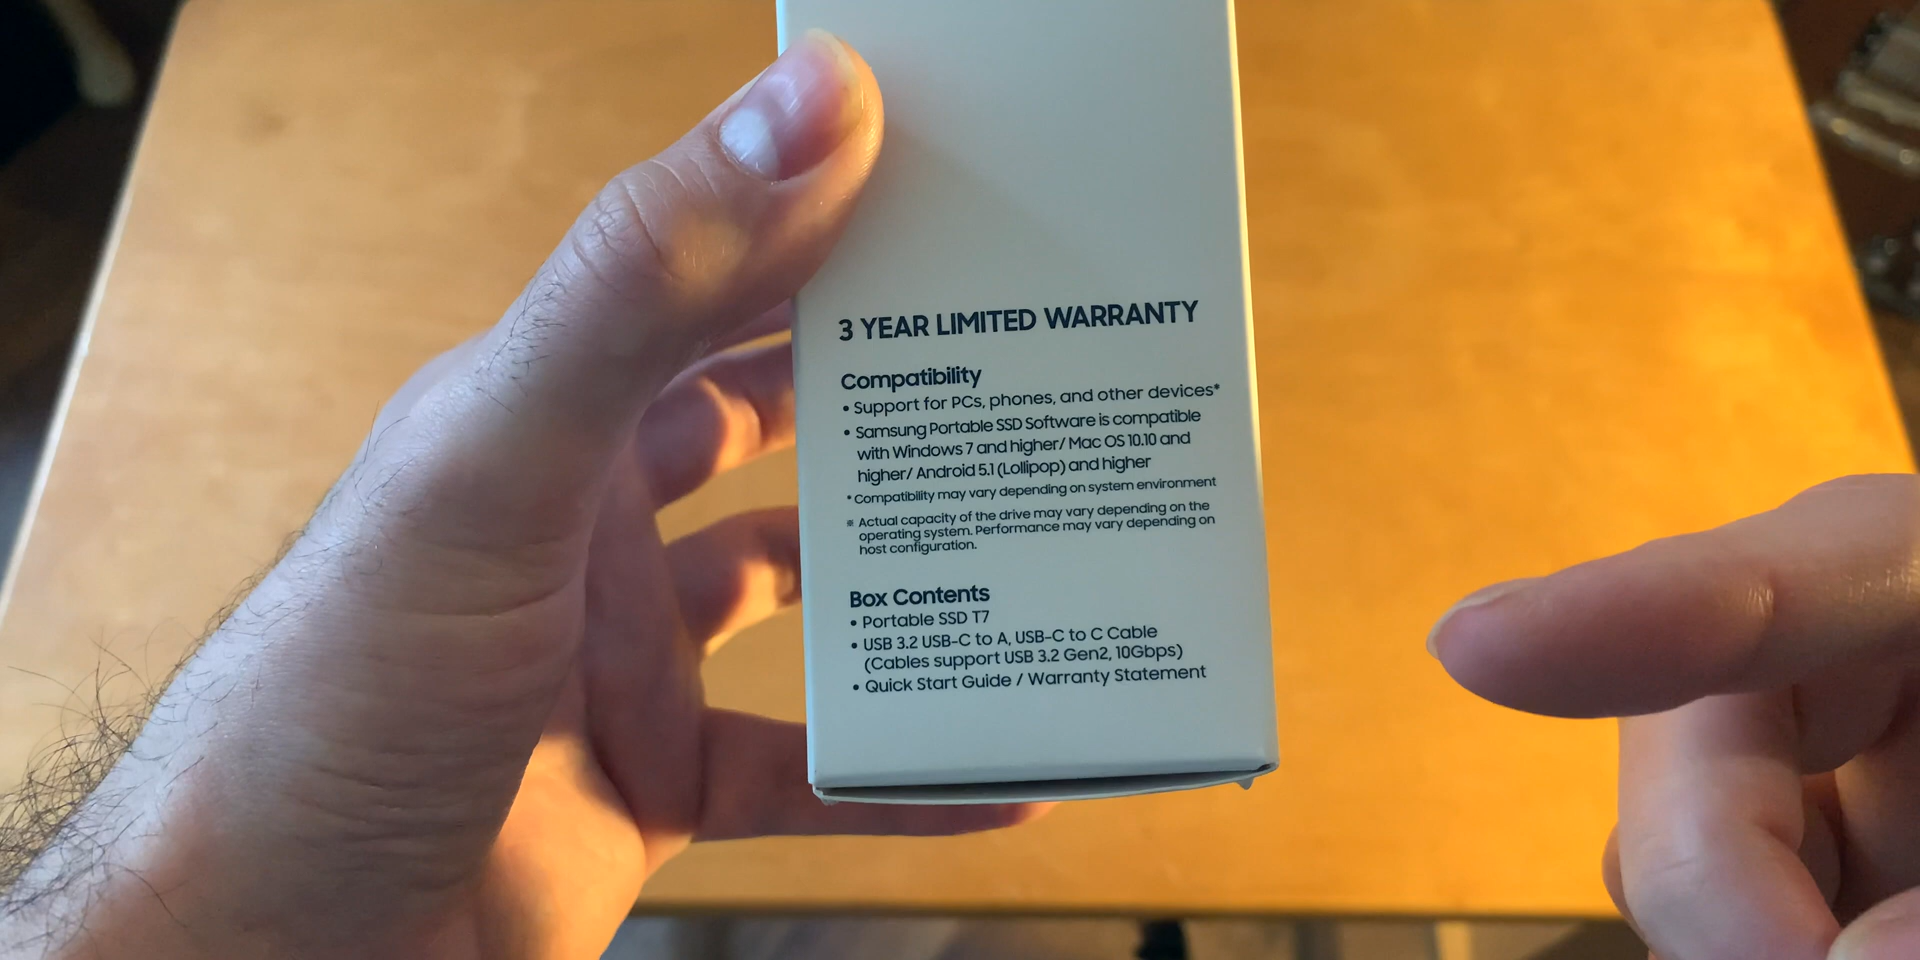 3 YEAR LIMITED WARRANTY
Compatibility
• Support for PCs, phones, and other devices*
• Samsung Portable SSD Software is compatible
with Windows 7 and higher/ Mac OS 10.10 and
higher/ Android 5.1 (Lollipop) and higher
* Compatibility may vary depending on system environment
※ Actual capacity of the drive may vary depending on the
operating system. Performance may vary depending on
host configuration.
Box Contents
• Portable SSD T7
• USB 3.2 USB-C to A, USB-C to C Cable
(Cables support USB 3.2 Gen2, 10Gbps)
• Quick Start Guide / Warranty Statement